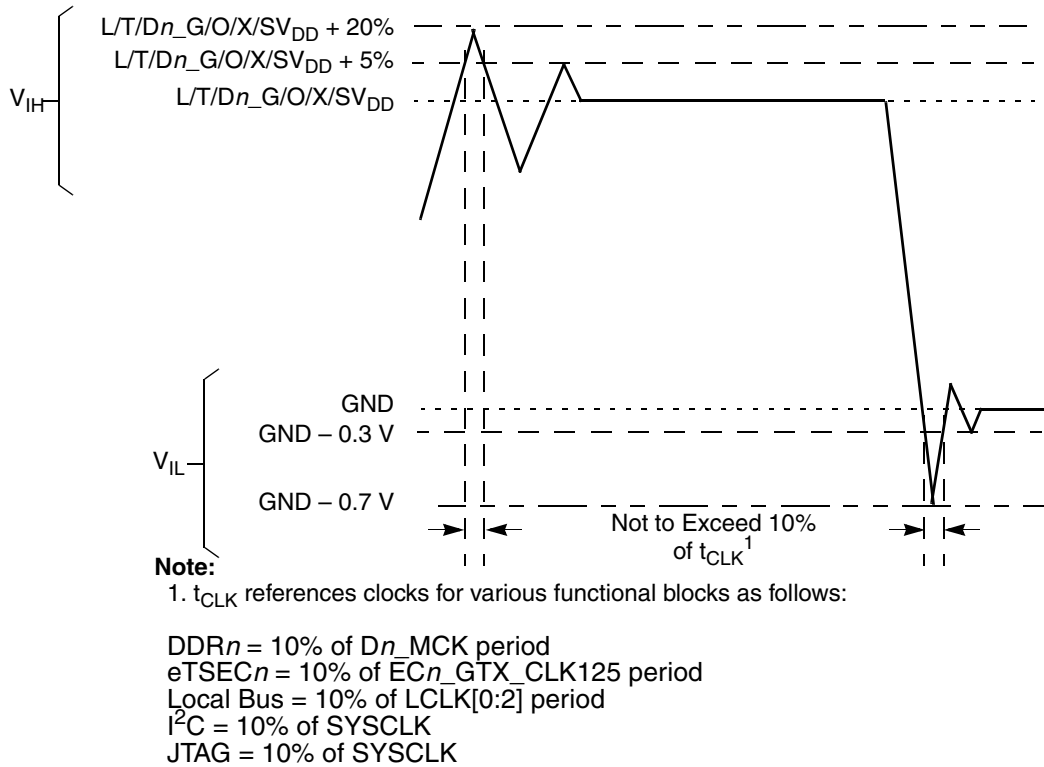 L/T/Dn_G/O/X/SVDD + 20%
L/T/Dn_G/O/X/SVDD + 5%
L/T/Dn_G/O/X/SVDD
VIH
GND
GND – 0.3 V
VIL
GND – 0.7 V
Not to Exceed 10%
of tCLK1
Note:
1. tCLK references clocks for various functional blocks as follows:
DDRn = 10% of Dn_MCK period
eTSECn = 10% of ECn_GTX_CLK125 period
Local Bus = 10% of LCLK[0:2] period
I2C = 10% of SYSCLK
JTAG = 10% of SYSCLK